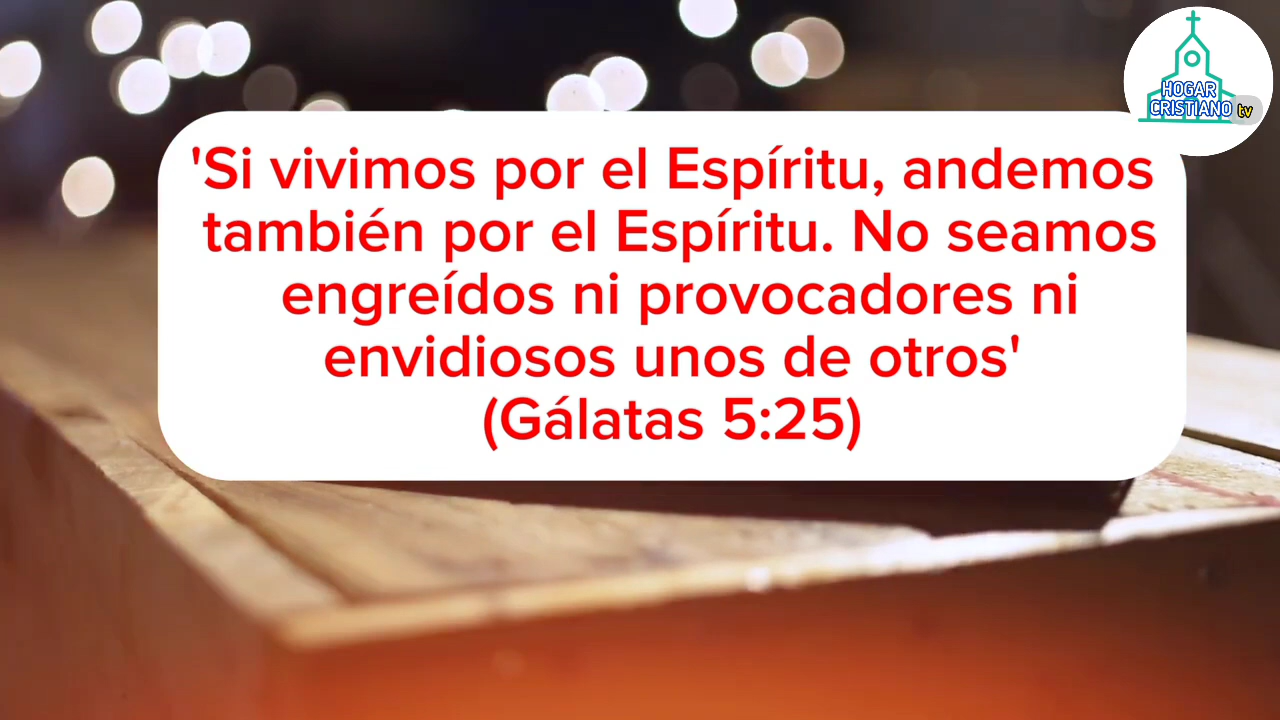 HOGAR
CRISTIANO tv
'Si vivimos por el Espíritu, andemos
también por el Espíritu. No seamos
engreídos ni provocadores ni
envidiosos unos de otros'
(Gálatas 5:25)